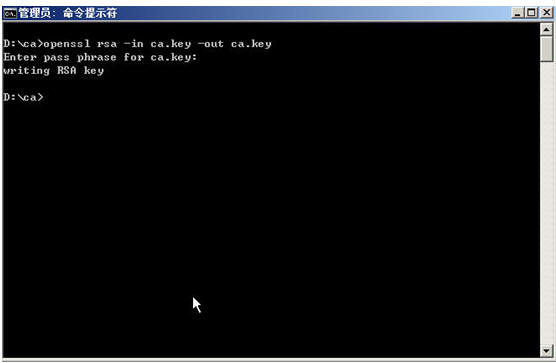 管理员: 命令提示符
D:\ca>openssl rsa -in ca.key -out ca.key
Enter pass phrase for ca.key:
writing RSA key
D:\ca>